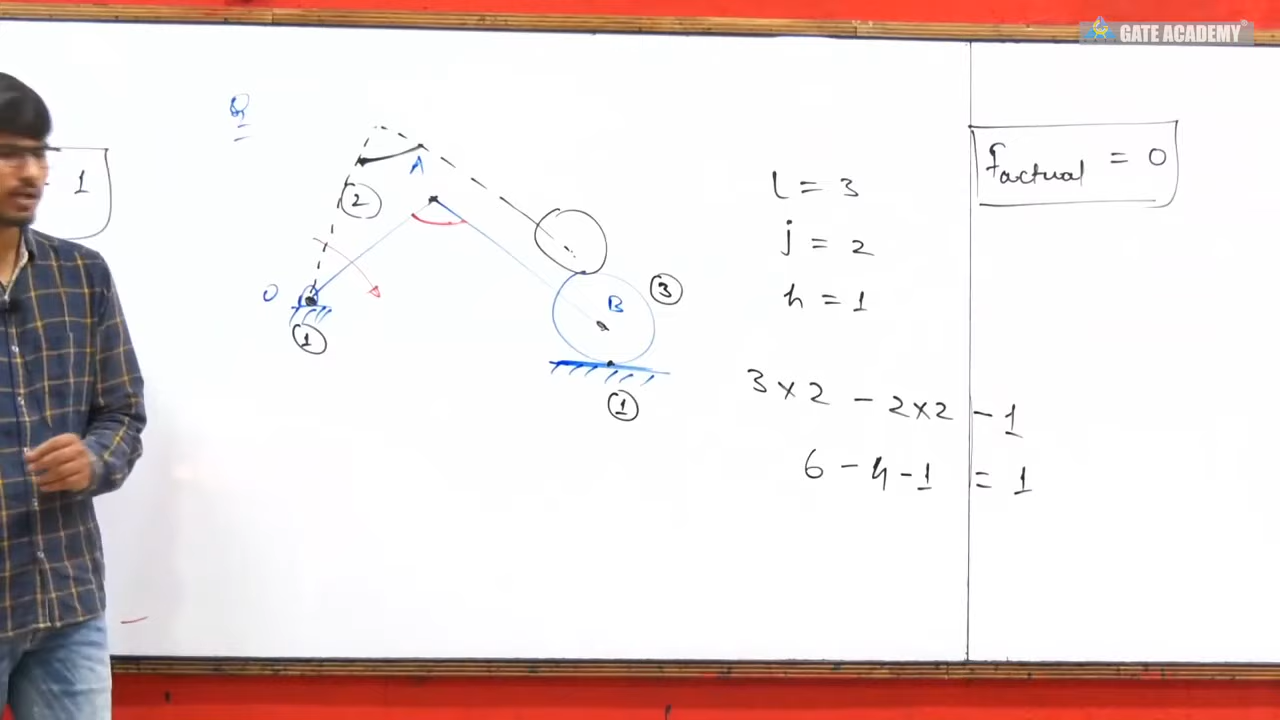 GATE ACADEMY®
Q
1
A
2
O
1
B
3
1
l = 3
j = 2
h = 1
3 × 2 - 2 × 2 - 1
6 - 4 - 1 = 1
factual = 0